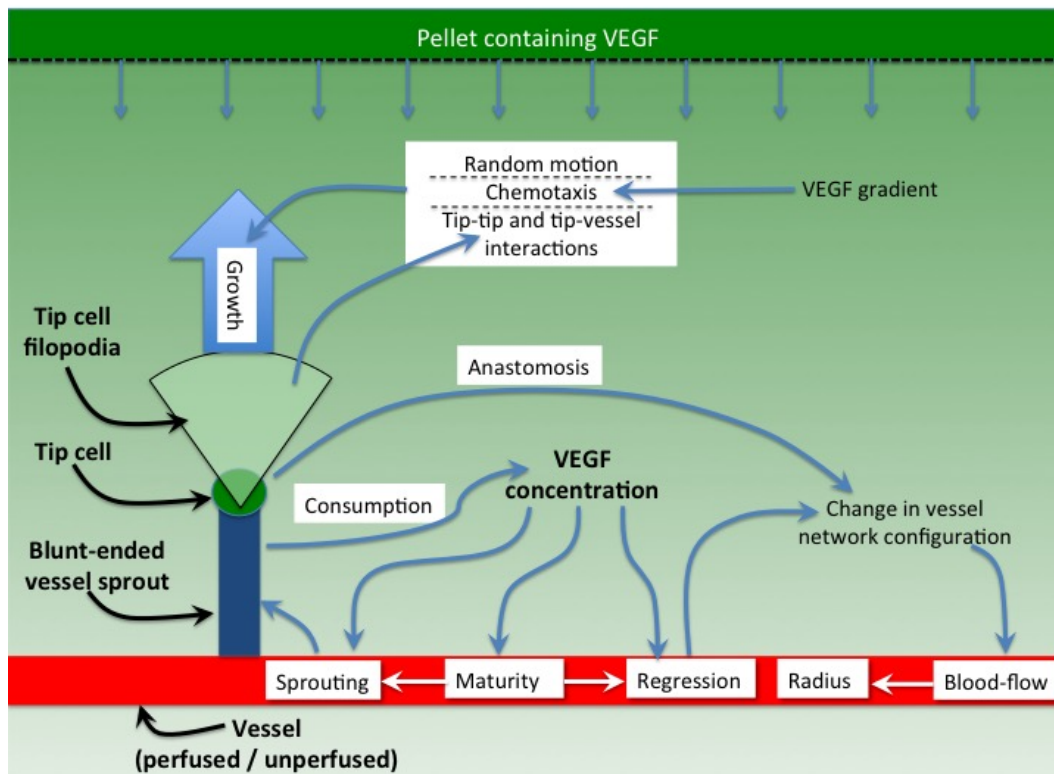 Pellet containing VEGF
Random motion
Chemotaxis
Tip-tip and tip-vessel
interactions
VEGF gradient
Growth
Tip cell
filopodia
Anastomosis
Tip cell
VEGF
concentration
Consumption
Change in vessel
network configuration
Blunt-ended
vessel sprout
Sprouting
Maturity
Regression
Radius
Blood-flow
Vessel
(perfused / unperfused)